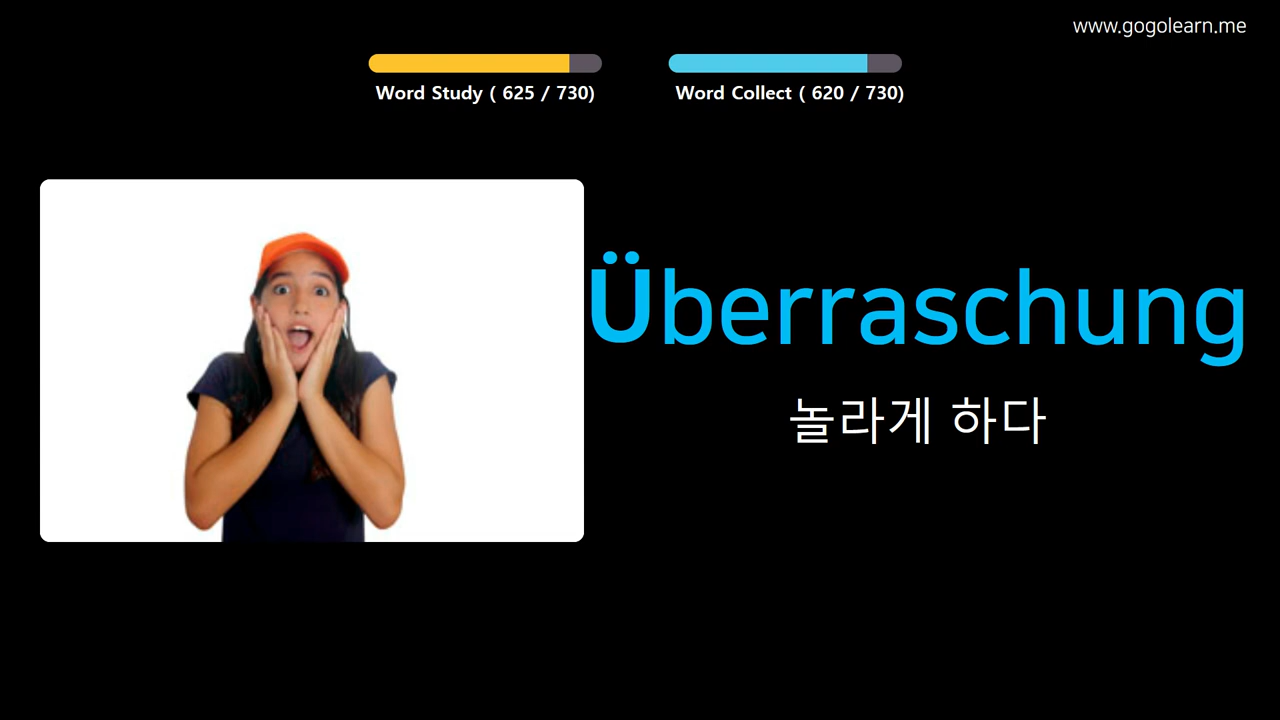 www.gogolearn.me
Word Study ( 625 / 730)
Word Collect ( 620 / 730)
Überraschung
놀라게 하다